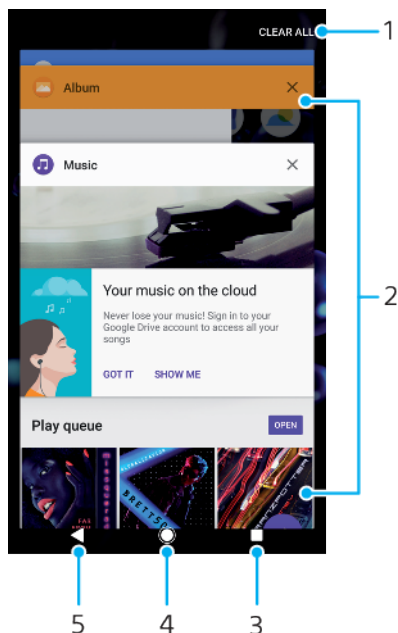 CLEAR ALL
1
Album
Music
2
Your music on the cloud
Never lose your music! Sign in to your
Google Drive account to access all your
songs
GOT IT SHOW ME
Play queue
OPEN
BRETTSO
5 4 3